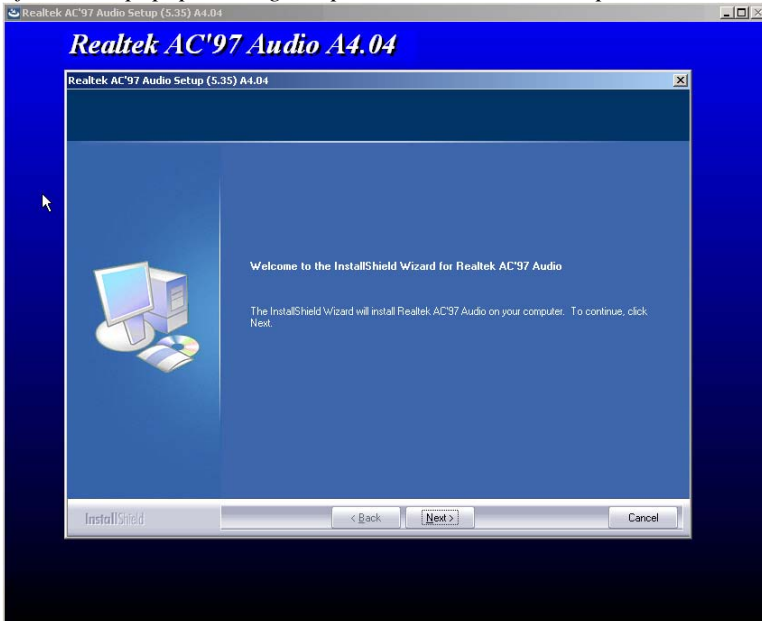 Realtek AC'97 Audio Setup (5.35) A4.04
Realtek AC'97 Audio A4.04
Realtek AC'97 Audio Setup (5.35) A4.04
Welcome to the InstallShield Wizard for Realtek AC'97 Audio
The InstallShield Wizard will install Realtek AC'97 Audio on your computer. To continue, click
Next.
InstallShield
< Back
Next >
Cancel